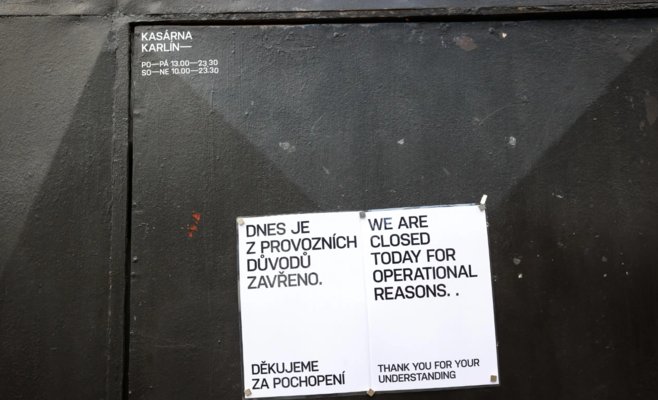 KASÁRNA
KARLÍN—
PO—PÁ 13.00—23.30
SO—NE 10.00—23.30
DNES JE
Z PROVOZNÍCH
DŮVODŮ
ZAVŘENO.
DĚKUJEME
ZA POCHOPENÍ
WE ARE
CLOSED
TODAY FOR
OPERATIONAL
REASONS. .
THANK YOU FOR YOUR
UNDERSTANDING